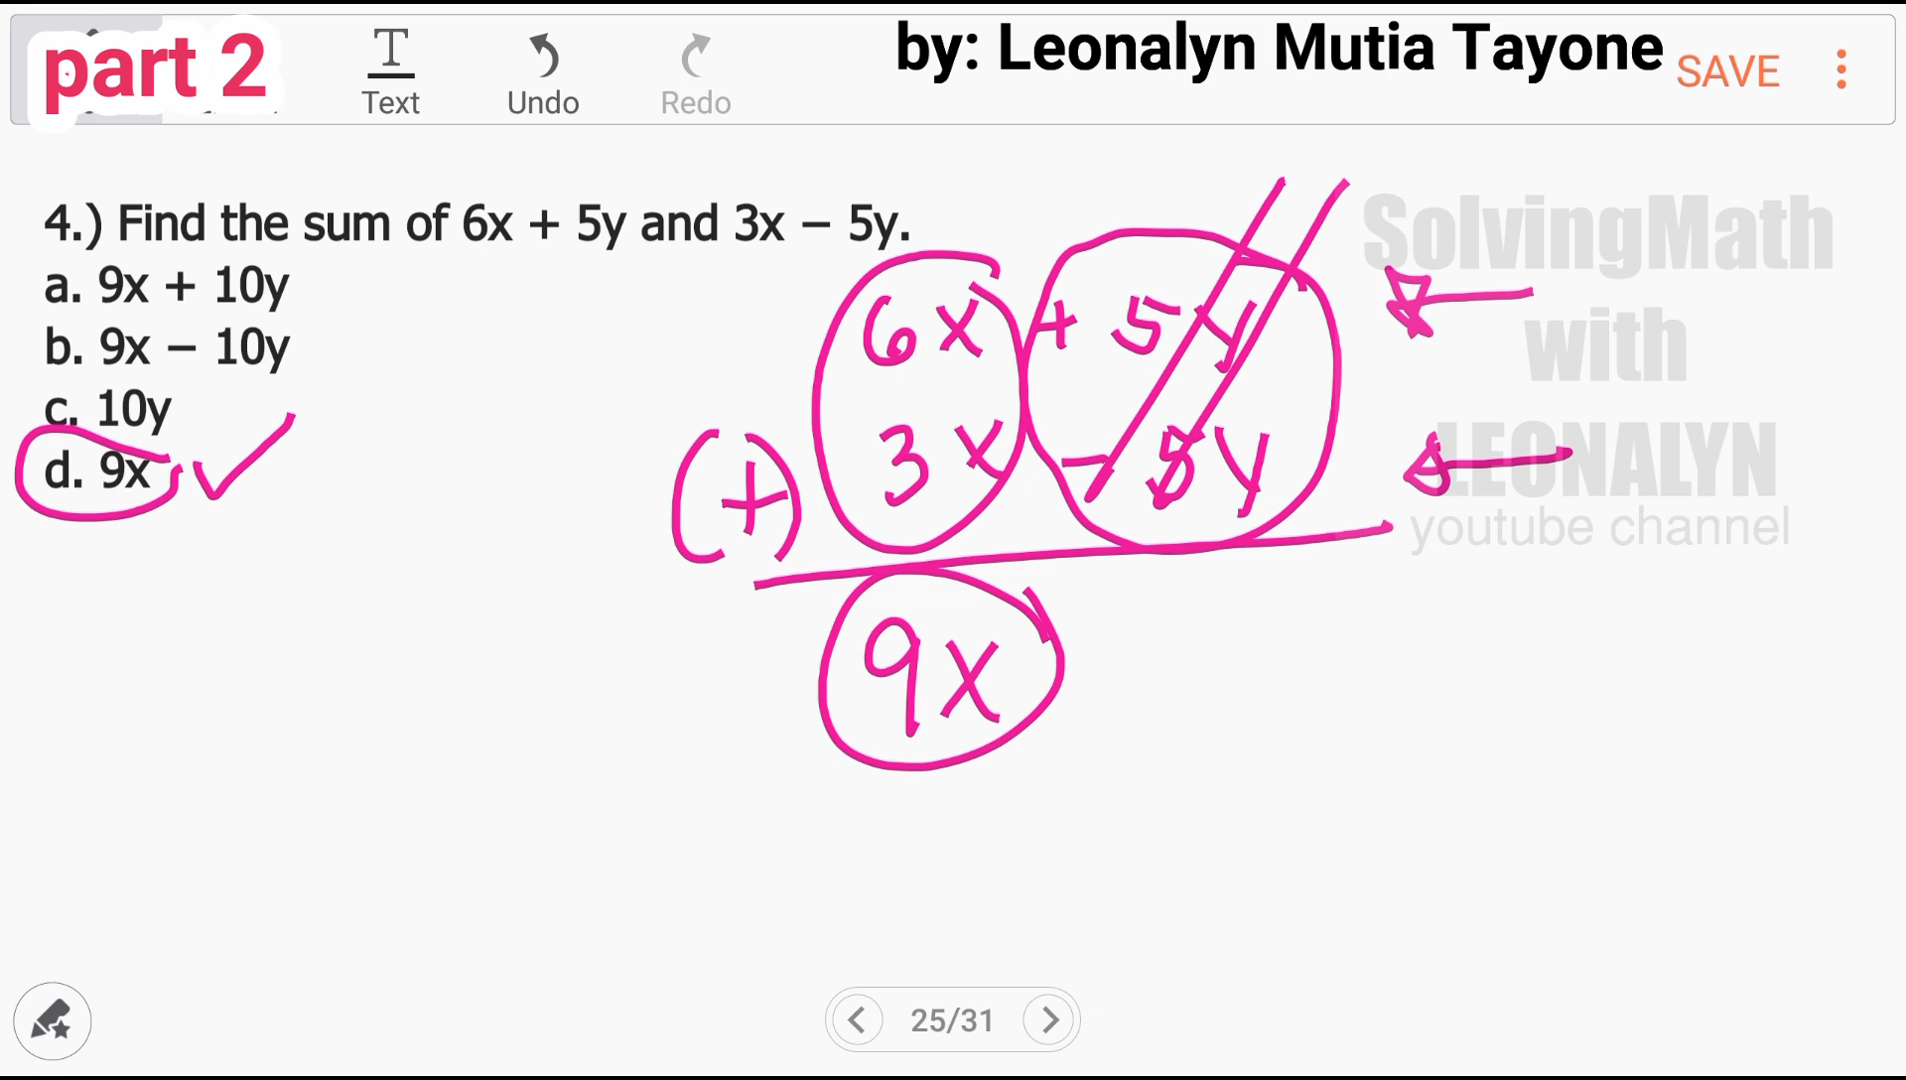 part 2
Text
Undo
Redo
by: Leonalyn Mutia Tayone
SAVE
4.) Find the sum of 6x + 5y and 3x – 5y.
a. 9x + 10y
b. 9x – 10y
c. 10y
d. 9x
6x + 5y
(+) 3x - 5y
9x
SolvingMath
with
LEONALYN
youtube channel
25/31